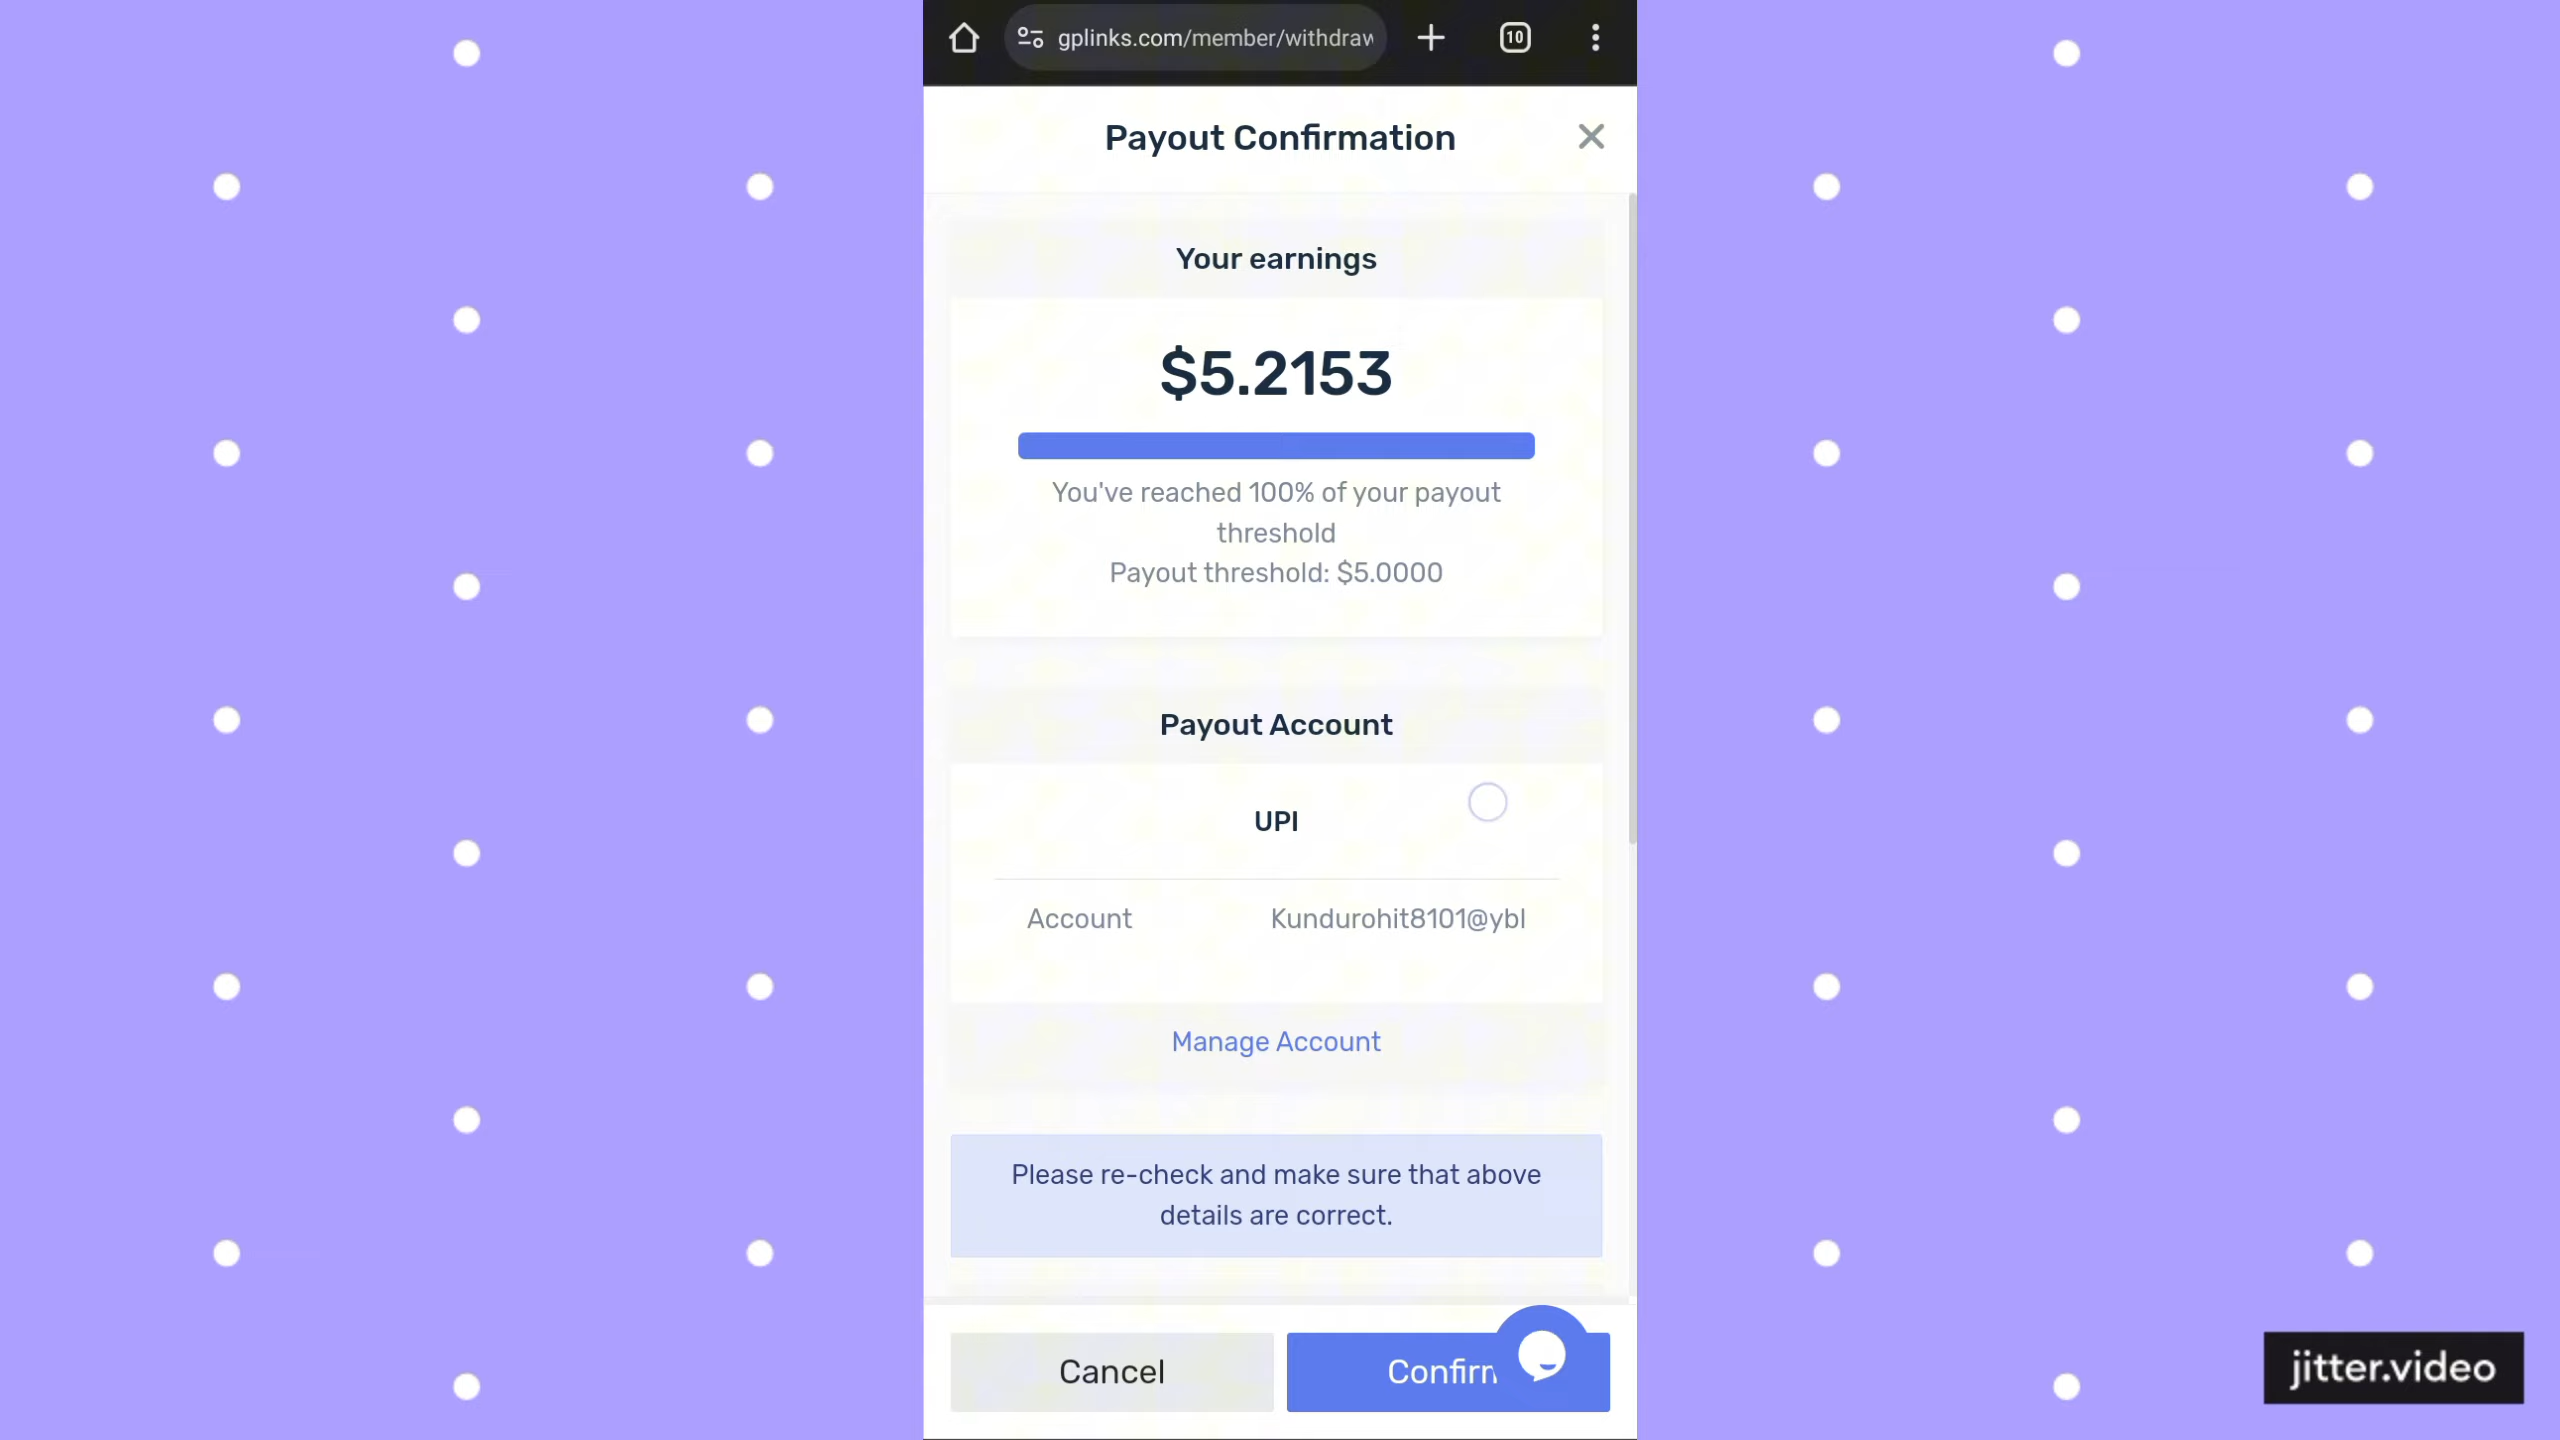 gplinks.com/member/withdraw
10
Payout Confirmation
Your earnings
$5.2153
You've reached 100% of your payout
threshold
Payout threshold: $5.0000
Payout Account
UPI
Account Kundurohit8101@ybl
Manage Account
Please re-check and make sure that above
details are correct.
Cancel Confirm
jitter.video